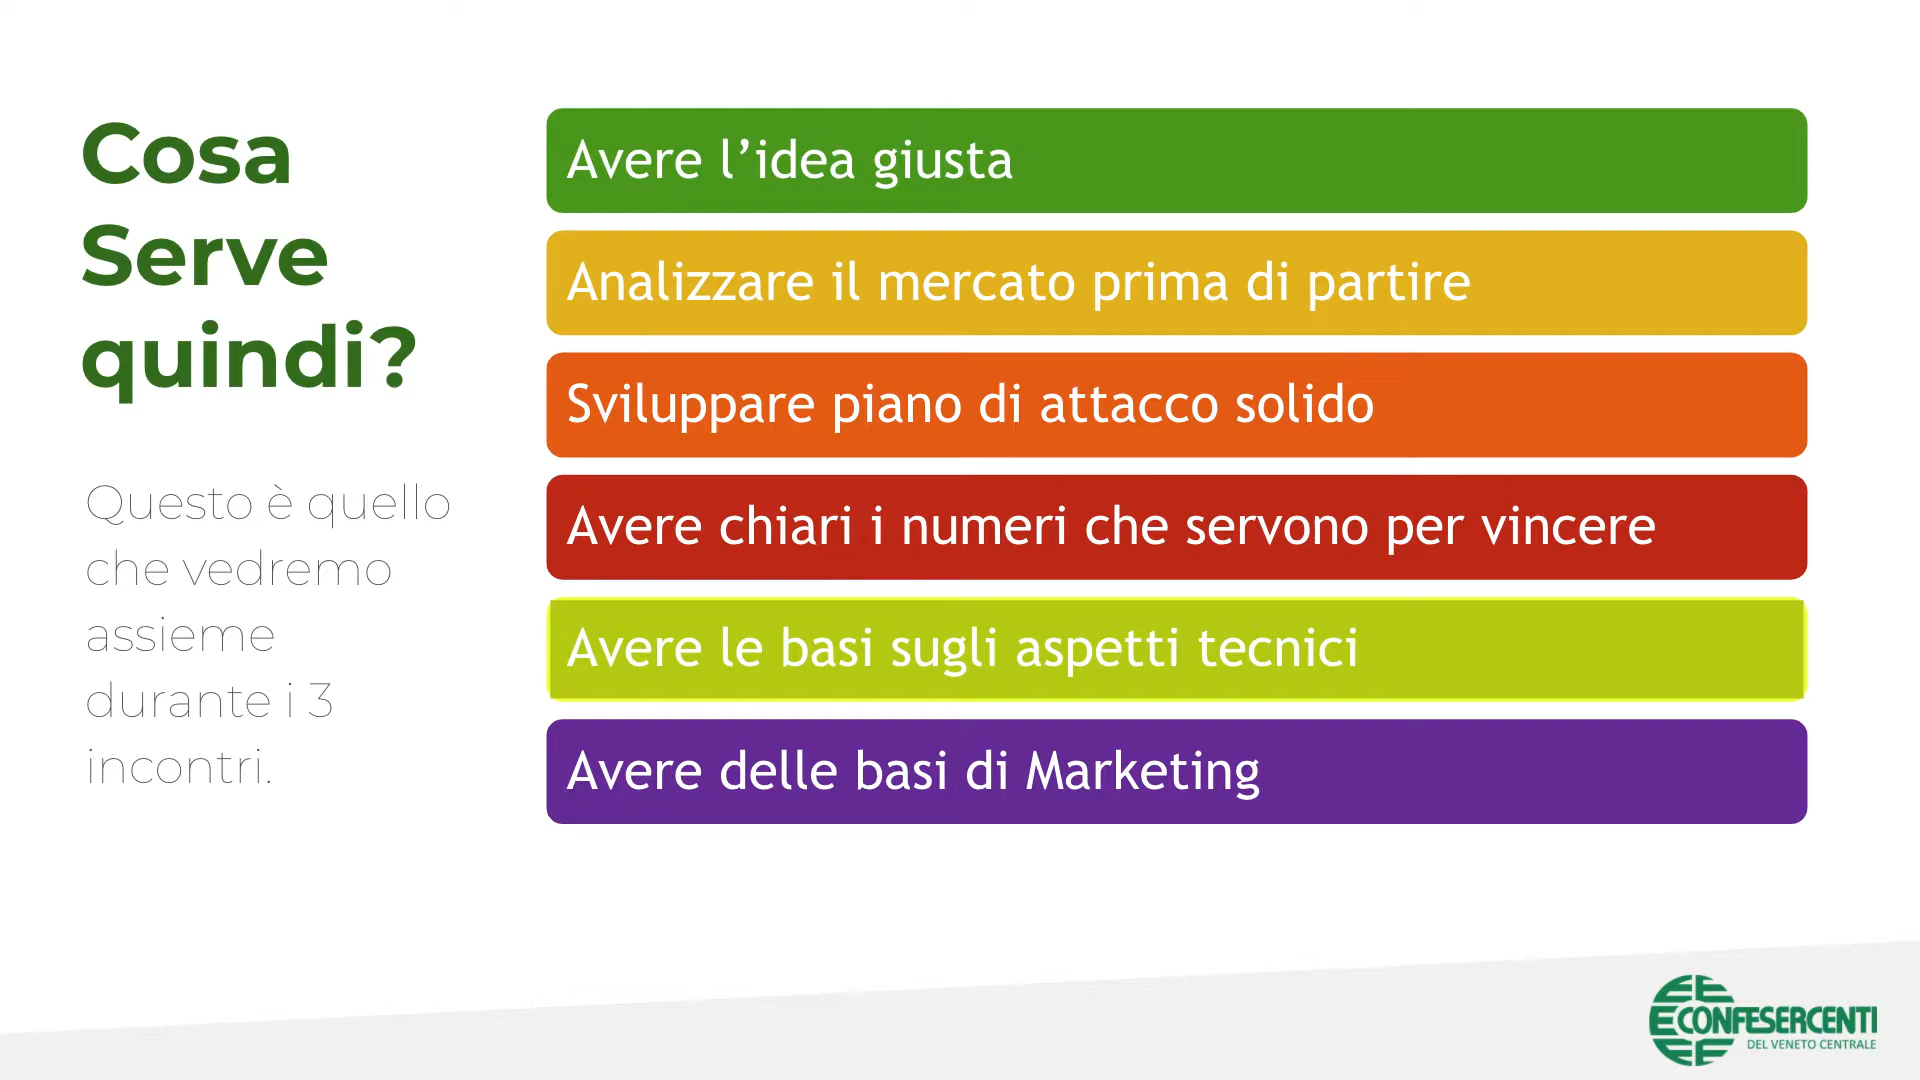 Cosa
Serve
quindi?
Questo è quello
che vedremo
assieme
durante i 3
incontri.
Avere l’idea giusta
Analizzare il mercato prima di partire
Sviluppare piano di attacco solido
Avere chiari i numeri che servono per vincere
Avere le basi sugli aspetti tecnici
Avere delle basi di Marketing
CONFESERCENTI
DEL VENETO CENTRALE